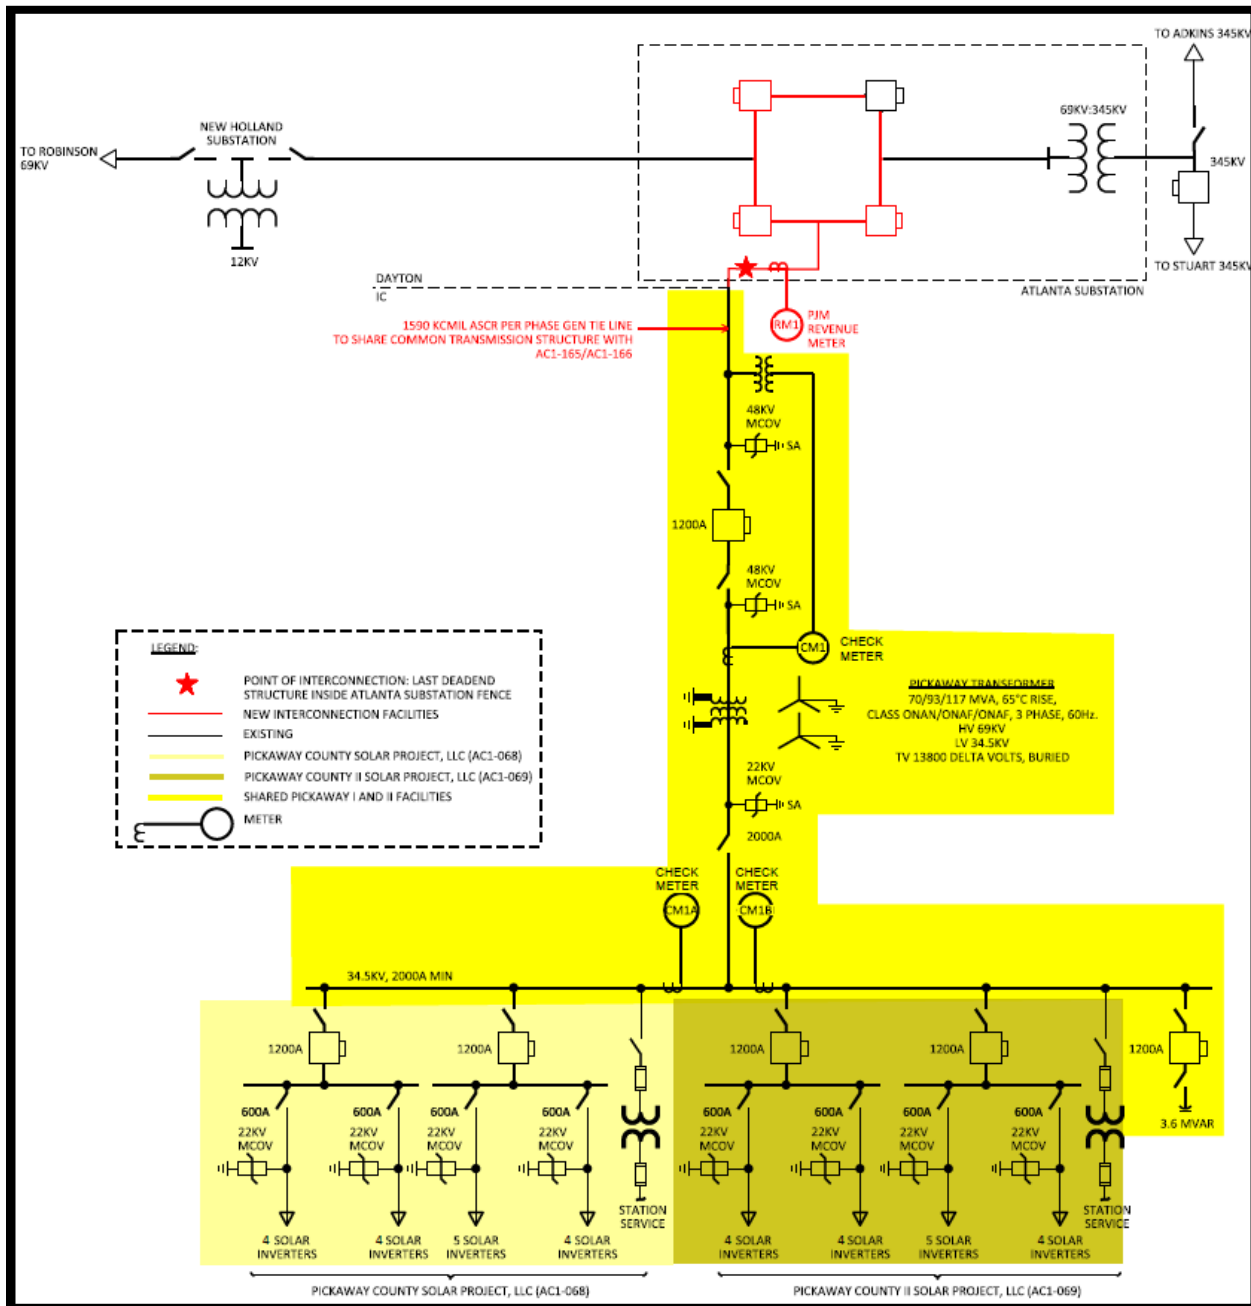 TO ADKINS 345KV
NEW HOLLAND
SUBSTATION
69KV:345KV
TO ROBINSON
69KV
345KV
12KV
TO STUART 345KV
DAYTON
IC
ATLANTA SUBSTATION
1590 KCMIL ASCR PER PHASE GEN TIE LINE
TO SHARE COMMON TRANSMISSION STRUCTURE WITH
AC1-165/AC1-166
RM1
PJM
REVENUE
METER
48KV
MCOV
SA
1200A
48KV
MCOV
SA
CM1
CHECK
METER
LEGEND:
POINT OF INTERCONNECTION: LAST DEADEND
STRUCTURE INSIDE ATLANTA SUBSTATION FENCE
NEW INTERCONNECTION FACILITIES
EXISTING
PICKAWAY COUNTY SOLAR PROJECT, LLC (AC1-068)
PICKAWAY COUNTY II SOLAR PROJECT, LLC (AC1-069)
SHARED PICKAWAY I AND II FACILITIES
METER
PICKAWAY TRANSFORMER
70/93/117 MVA, 65°C RISE,
CLASS ONAN/ONAF/ONAF, 3 PHASE, 60Hz.
HV 69KV
LV 34.5KV
TV 13800 DELTA VOLTS, BURIED
22KV
MCOV
SA
2000A
CHECK
METER
CM1A
CHECK
METER
CM1B
34.5KV, 2000A MIN
1200A
1200A
1200A
1200A
1200A
600A
600A
600A
600A
600A
600A
600A
600A
22KV
MCOV
22KV
MCOV
22KV
MCOV
22KV
MCOV
22KV
MCOV
22KV
MCOV
22KV
MCOV
22KV
MCOV
3.6 MVAR
STATION
SERVICE
STATION
SERVICE
4 SOLAR
INVERTERS
4 SOLAR
INVERTERS
5 SOLAR
INVERTERS
4 SOLAR
INVERTERS
4 SOLAR
INVERTERS
4 SOLAR
INVERTERS
5 SOLAR
INVERTERS
4 SOLAR
INVERTERS
PICKAWAY COUNTY SOLAR PROJECT, LLC (AC1-068)
PICKAWAY COUNTY II SOLAR PROJECT, LLC (AC1-069)